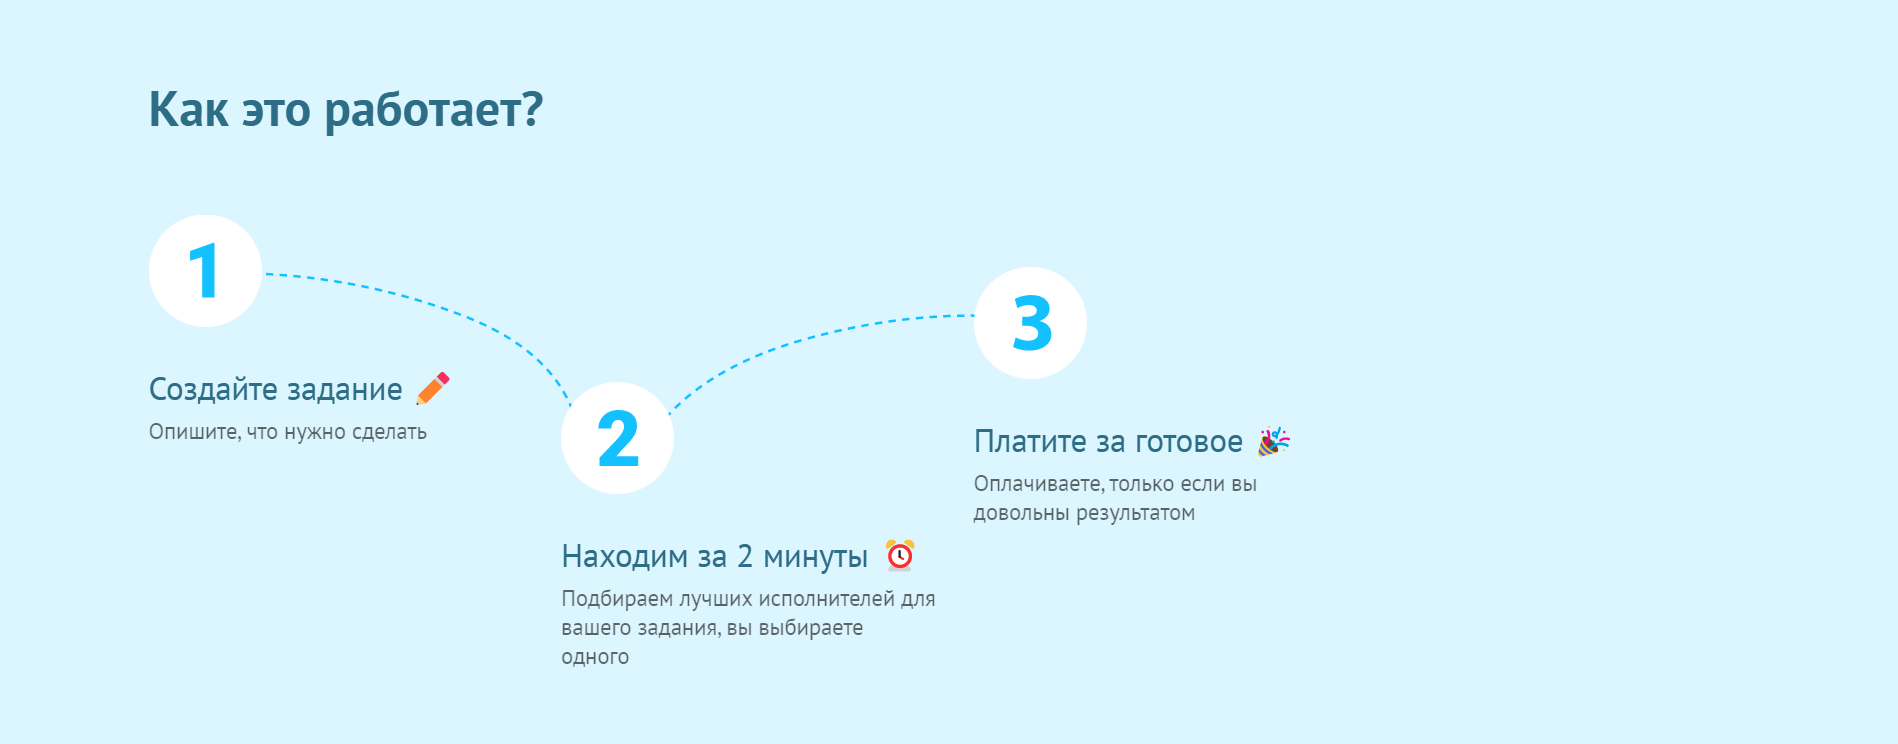 Как это работает?
1
Создайте задание
Опишите, что нужно сделать
2
Находим за 2 минуты
Подбираем лучших исполнителей для
вашего задания, вы выбираете
одного
3
Платите за готовое
Оплачиваете, только если вы
довольны результатом